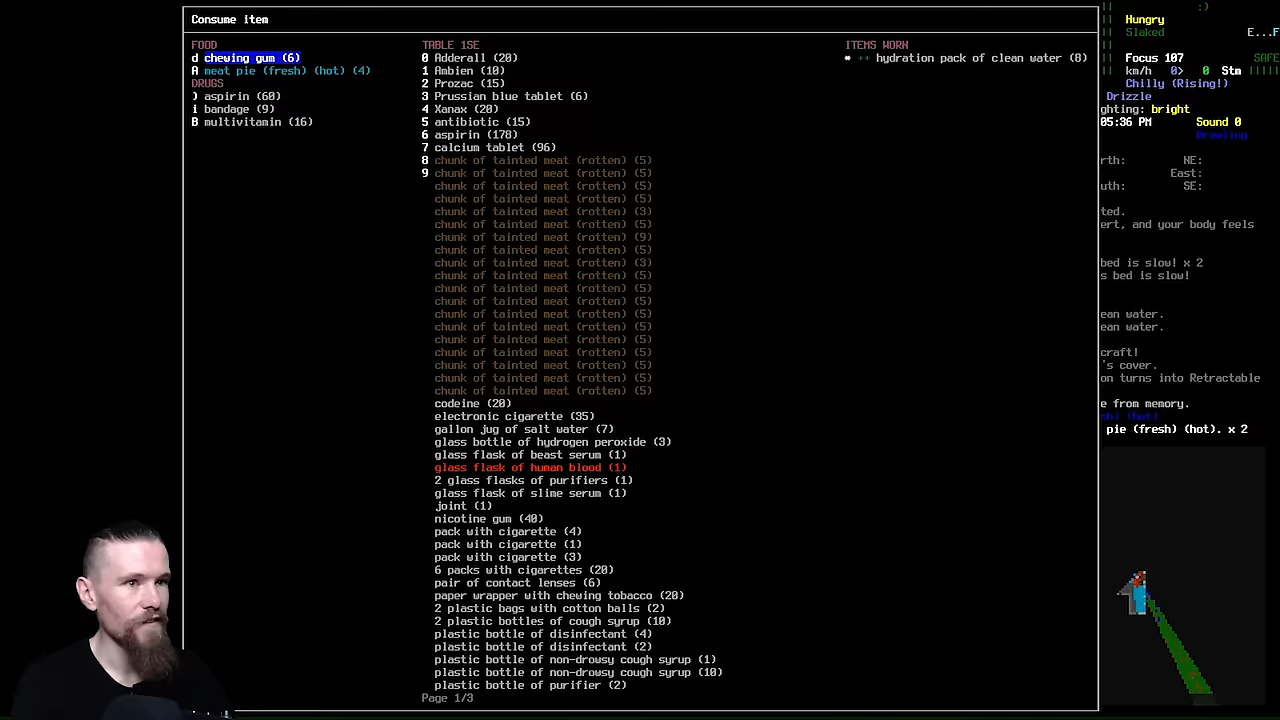 Consume item
FOOD
d chewing gum (6)
A meat pie (fresh) (hot) (4)
DRUGS
) aspirin (60)
i bandage (9)
B multivitamin (16)
TABLE 1SE
0 Adderall (20)
1 Ambien (10)
2 Prozac (15)
3 Prussian blue tablet (6)
4 Xanax (20)
5 antibiotic (15)
6 aspirin (178)
7 calcium tablet (96)
8 chunk of tainted meat (rotten) (5)
9 chunk of tainted meat (rotten) (5)
chunk of tainted meat (rotten) (5)
chunk of tainted meat (rotten) (5)
chunk of tainted meat (rotten) (3)
chunk of tainted meat (rotten) (5)
chunk of tainted meat (rotten) (9)
chunk of tainted meat (rotten) (5)
chunk of tainted meat (rotten) (3)
chunk of tainted meat (rotten) (5)
chunk of tainted meat (rotten) (5)
chunk of tainted meat (rotten) (5)
chunk of tainted meat (rotten) (5)
chunk of tainted meat (rotten) (5)
chunk of tainted meat (rotten) (5)
chunk of tainted meat (rotten) (5)
chunk of tainted meat (rotten) (5)
chunk of tainted meat (rotten) (5)
chunk of tainted meat (rotten) (5)
codeine (20)
electronic cigarette (35)
gallon jug of salt water (7)
glass bottle of hydrogen peroxide (3)
glass flask of beast serum (1)
glass flask of human blood (1)
2 glass flasks of purifiers (1)
glass flask of slime serum (1)
joint (1)
nicotine gum (40)
pack with cigarette (4)
pack with cigarette (1)
pack with cigarette (3)
6 packs with cigarettes (20)
pair of contact lenses (6)
paper wrapper with chewing tobacco (20)
2 plastic bags with cotton balls (2)
2 plastic bottles of cough syrup (10)
plastic bottle of disinfectant (4)
plastic bottle of disinfectant (2)
plastic bottle of non-drowsy cough syrup (1)
plastic bottle of non-drowsy cough syrup (10)
plastic bottle of purifier (2)
Page 1/3
ITEMS WORN
* ++ hydration pack of clean water (8)
|| :)
|| Hungry
|| Slaked E...F
||
|| Focus 107 SAFE
|| km/h 0> 0 Stm |||||
|| Chilly (Rising!)
Drizzle
ghting: bright
05:36 PM Sound 0
Brawling
rth: NE:
East:
uth: SE:
ted.
ert, and your body feels
bed is slow! x 2
s bed is slow!
ean water.
ean water.
craft!
's cover.
on turns into Retractable
e from memory.
sh) (hot)
pie (fresh) (hot). x 2